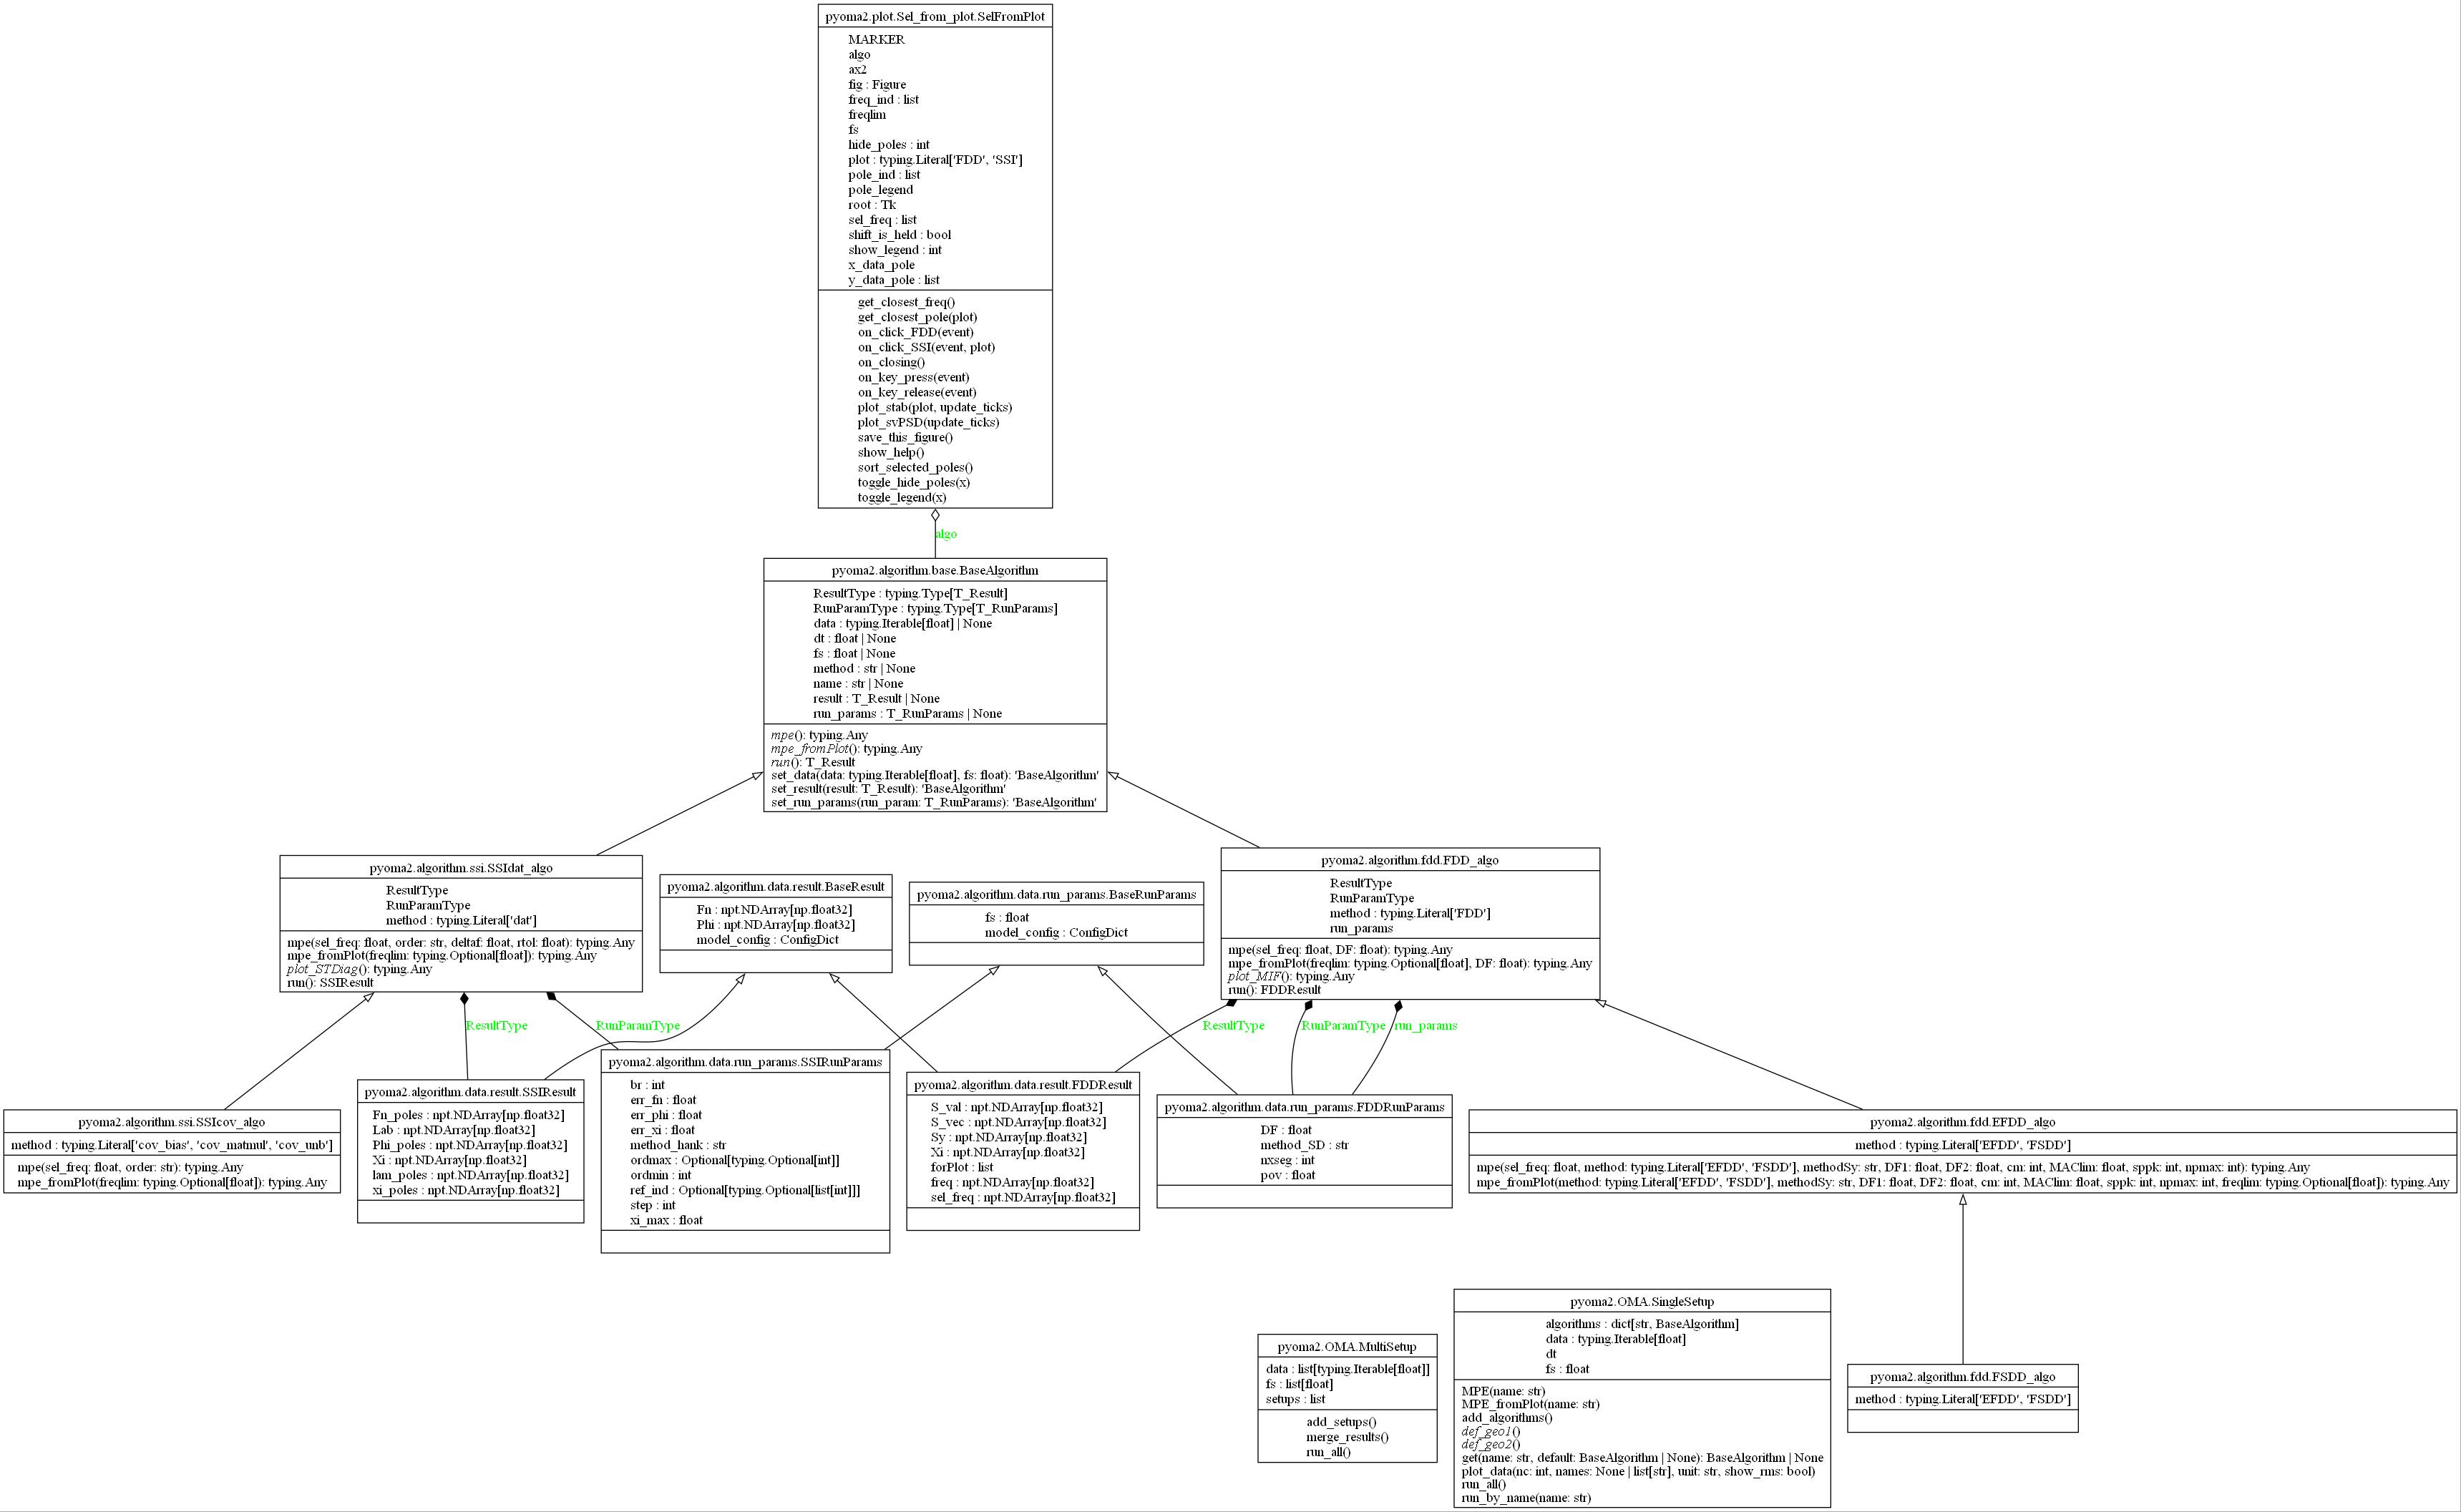 pyoma2.plot.Sel_from_plot.SelFromPlot
MARKER
algo
ax2
fig : Figure
freq_ind : list
freqlim
fs
hide_poles : int
plot : typing.Literal['FDD', 'SSI']
pole_ind : list
pole_legend
root : Tk
sel_freq : list
shift_is_held : bool
show_legend : int
x_data_pole
y_data_pole : list
get_closest_freq()
get_closest_pole(plot)
on_click_FDD(event)
on_click_SSI(event, plot)
on_closing()
on_key_press(event)
on_key_release(event)
plot_stab(plot, update_ticks)
plot_svPSD(update_ticks)
save_this_figure()
show_help()
sort_selected_poles()
toggle_hide_poles(x)
toggle_legend(x)
algo
pyoma2.algorithm.base.BaseAlgorithm
ResultType : typing.Type[T_Result]
RunParamType : typing.Type[T_RunParams]
data : typing.Iterable[float] | None
dt : float | None
fs : float | None
method : str | None
name : str | None
result : T_Result | None
run_params : T_RunParams | None
mpe(): typing.Any
mpe_fromPlot(): typing.Any
run(): T_Result
set_data(data: typing.Iterable[float], fs: float): 'BaseAlgorithm'
set_result(result: T_Result): 'BaseAlgorithm'
set_run_params(run_param: T_RunParams): 'BaseAlgorithm'
pyoma2.algorithm.ssi.SSIdat_algo
ResultType
RunParamType
method : typing.Literal['dat']
mpe(sel_freq: float, order: str, deltaf: float, rtol: float): typing.Any
mpe_fromPlot(freqlim: typing.Optional[float]): typing.Any
plot_STDiag(): typing.Any
run(): SSIResult
pyoma2.algorithm.data.result.BaseResult
Fn : npt.NDArray[np.float32]
Phi : npt.NDArray[np.float32]
model_config : ConfigDict
pyoma2.algorithm.data.run_params.BaseRunParams
fs : float
model_config : ConfigDict
pyoma2.algorithm.fdd.FDD_algo
ResultType
RunParamType
method : typing.Literal['FDD']
run_params
mpe(sel_freq: float, DF: float): typing.Any
mpe_fromPlot(freqlim: typing.Optional[float], DF: float): typing.Any
plot_MIF(): typing.Any
run(): FDDResult
ResultType
RunParamType
ResultType
RunParamType
run_params
pyoma2.algorithm.ssi.SSIcov_algo
method : typing.Literal['cov_bias', 'cov_matmul', 'cov_unb']
mpe(sel_freq: float, order: str): typing.Any
mpe_fromPlot(freqlim: typing.Optional[float]): typing.Any
pyoma2.algorithm.data.result.SSIResult
Fn_poles : npt.NDArray[np.float32]
Lab : npt.NDArray[np.float32]
Phi_poles : npt.NDArray[np.float32]
Xi : npt.NDArray[np.float32]
lam_poles : npt.NDArray[np.float32]
xi_poles : npt.NDArray[np.float32]
pyoma2.algorithm.data.run_params.SSIRunParams
br : int
err_fn : float
err_phi : float
err_xi : float
method_hank : str
ordmax : Optional[typing.Optional[int]]
ordmin : int
ref_ind : Optional[typing.Optional[list[int]]]
step : int
xi_max : float
pyoma2.algorithm.data.result.FDDResult
S_val : npt.NDArray[np.float32]
S_vec : npt.NDArray[np.float32]
Sy : npt.NDArray[np.float32]
Xi : npt.NDArray[np.float32]
forPlot : list
freq : npt.NDArray[np.float32]
sel_freq : npt.NDArray[np.float32]
pyoma2.algorithm.data.run_params.FDDRunParams
DF : float
method_SD : str
nxseg : int
pov : float
pyoma2.algorithm.fdd.EFDD_algo
method : typing.Literal['EFDD', 'FSDD']
mpe(sel_freq: float, method: typing.Literal['EFDD', 'FSDD'], methodSy: str, DF1: float, DF2: float, cm: int, MAClim: float, sppk: int, npmax: int): typing.Any
mpe_fromPlot(method: typing.Literal['EFDD', 'FSDD'], methodSy: str, DF1: float, DF2: float, cm: int, MAClim: float, sppk: int, npmax: int, freqlim: typing.Optional[float]): typing.Any
pyoma2.OMA.MultiSetup
data : list[typing.Iterable[float]]
fs : list[float]
setups : list
add_setups()
merge_results()
run_all()
pyoma2.OMA.SingleSetup
algorithms : dict[str, BaseAlgorithm]
data : typing.Iterable[float]
dt
fs : float
MPE(name: str)
MPE_fromPlot(name: str)
add_algorithms()
def_geo1()
def_geo2()
get(name: str, default: BaseAlgorithm | None): BaseAlgorithm | None
plot_data(nc: int, names: None | list[str], unit: str, show_rms: bool)
run_all()
run_by_name(name: str)
pyoma2.algorithm.fdd.FSDD_algo
method : typing.Literal['EFDD', 'FSDD']